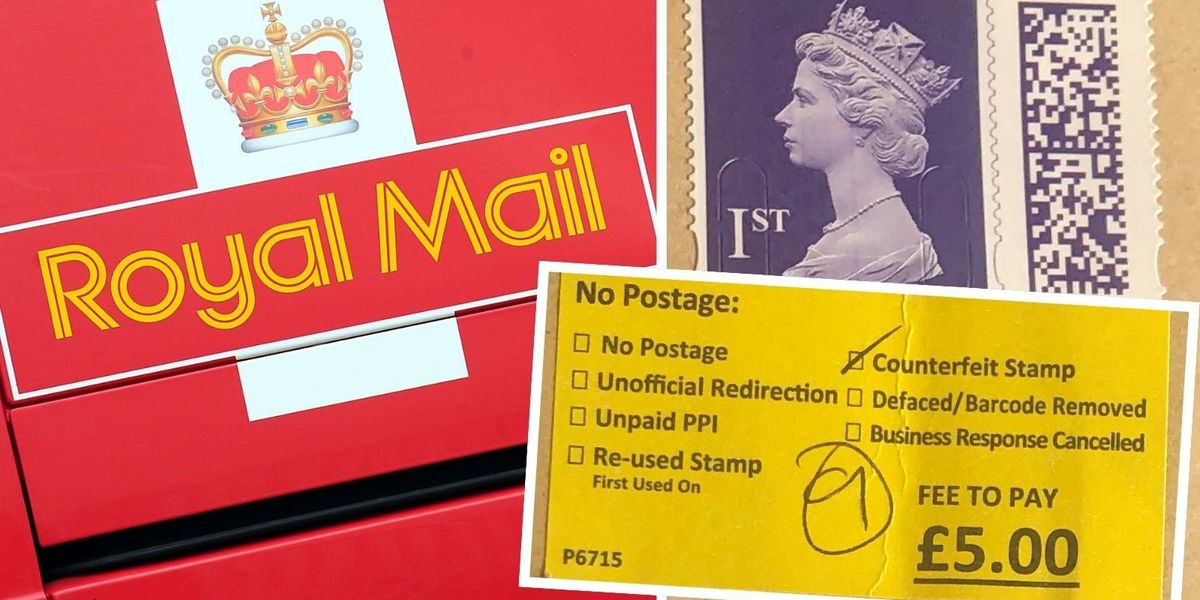 Royal Mail
1ST
No Postage:
No Postage
Unofficial Redirection
Unpaid PPI
Re-used Stamp
First Used On
Counterfeit Stamp
Defaced/Barcode Removed
Business Response Cancelled
FEE TO PAY
£5.00
P6715